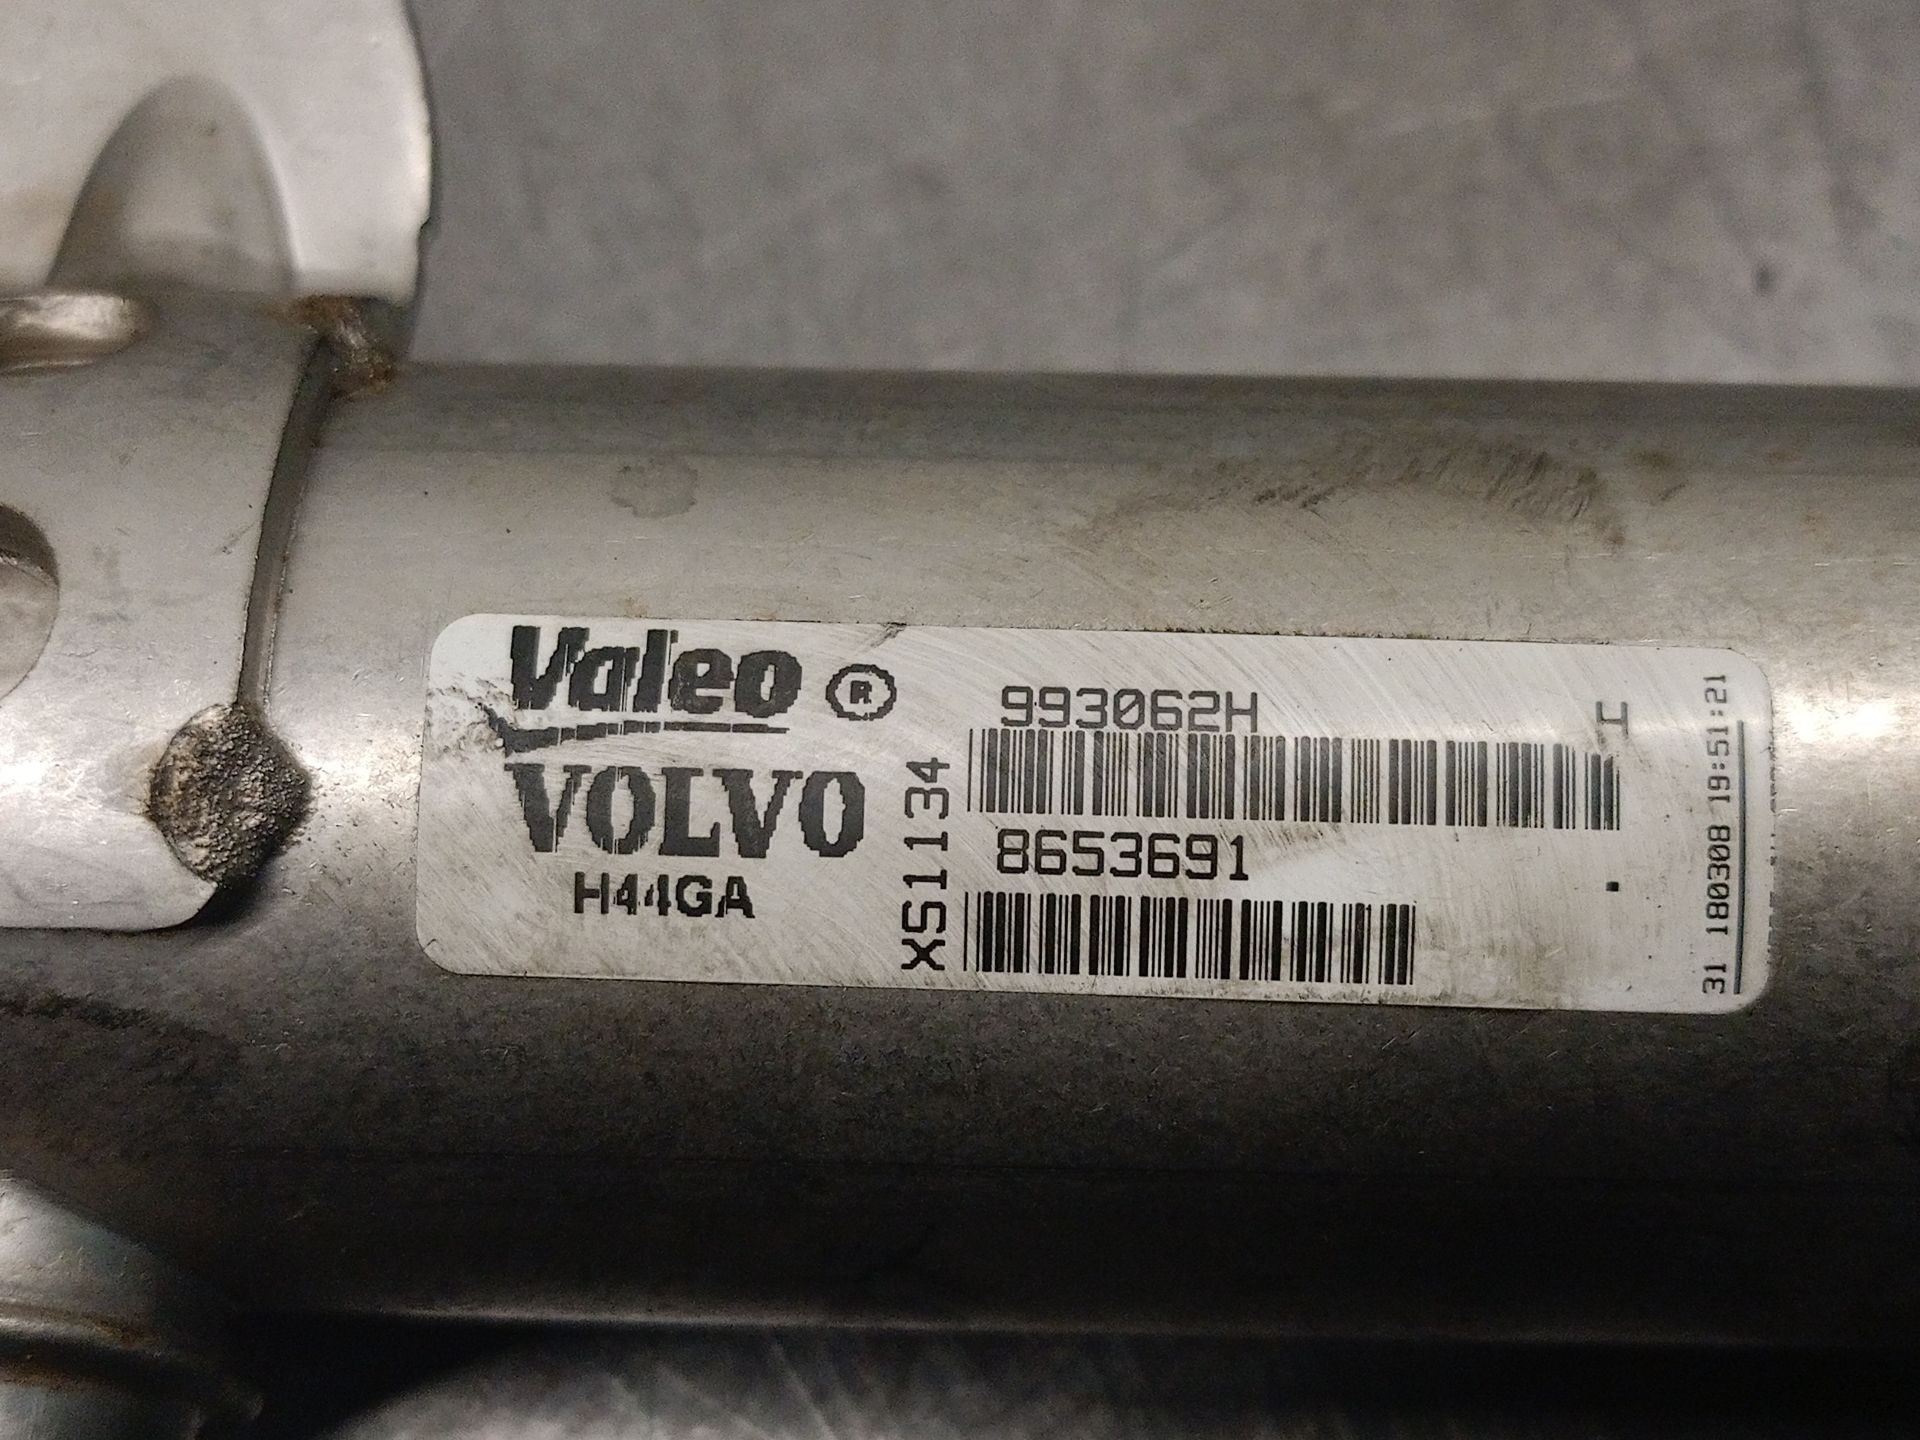 Valeo ®
VOLVO
H44GA
XS1134
993062H
8653691
I
31 180308 19:51:21